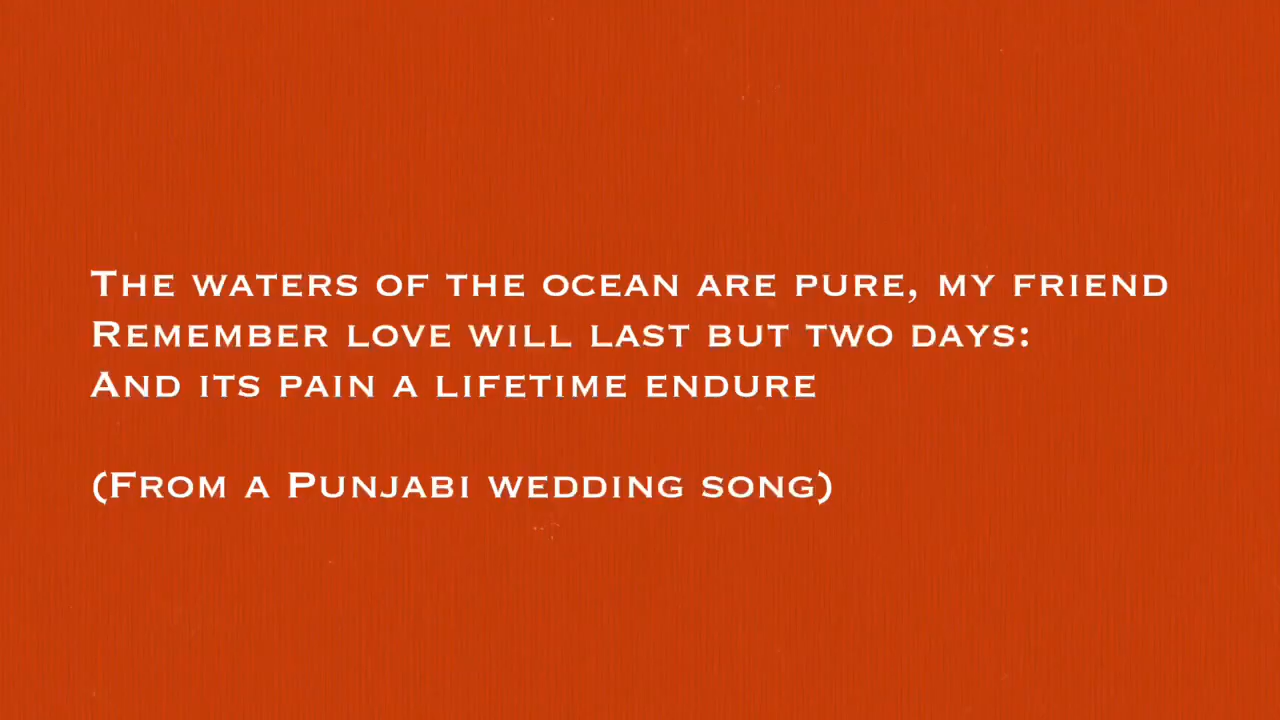 The waters of the ocean are pure, my friend
Remember love will last but two days:
And its pain a lifetime endure
(From a Punjabi wedding song)